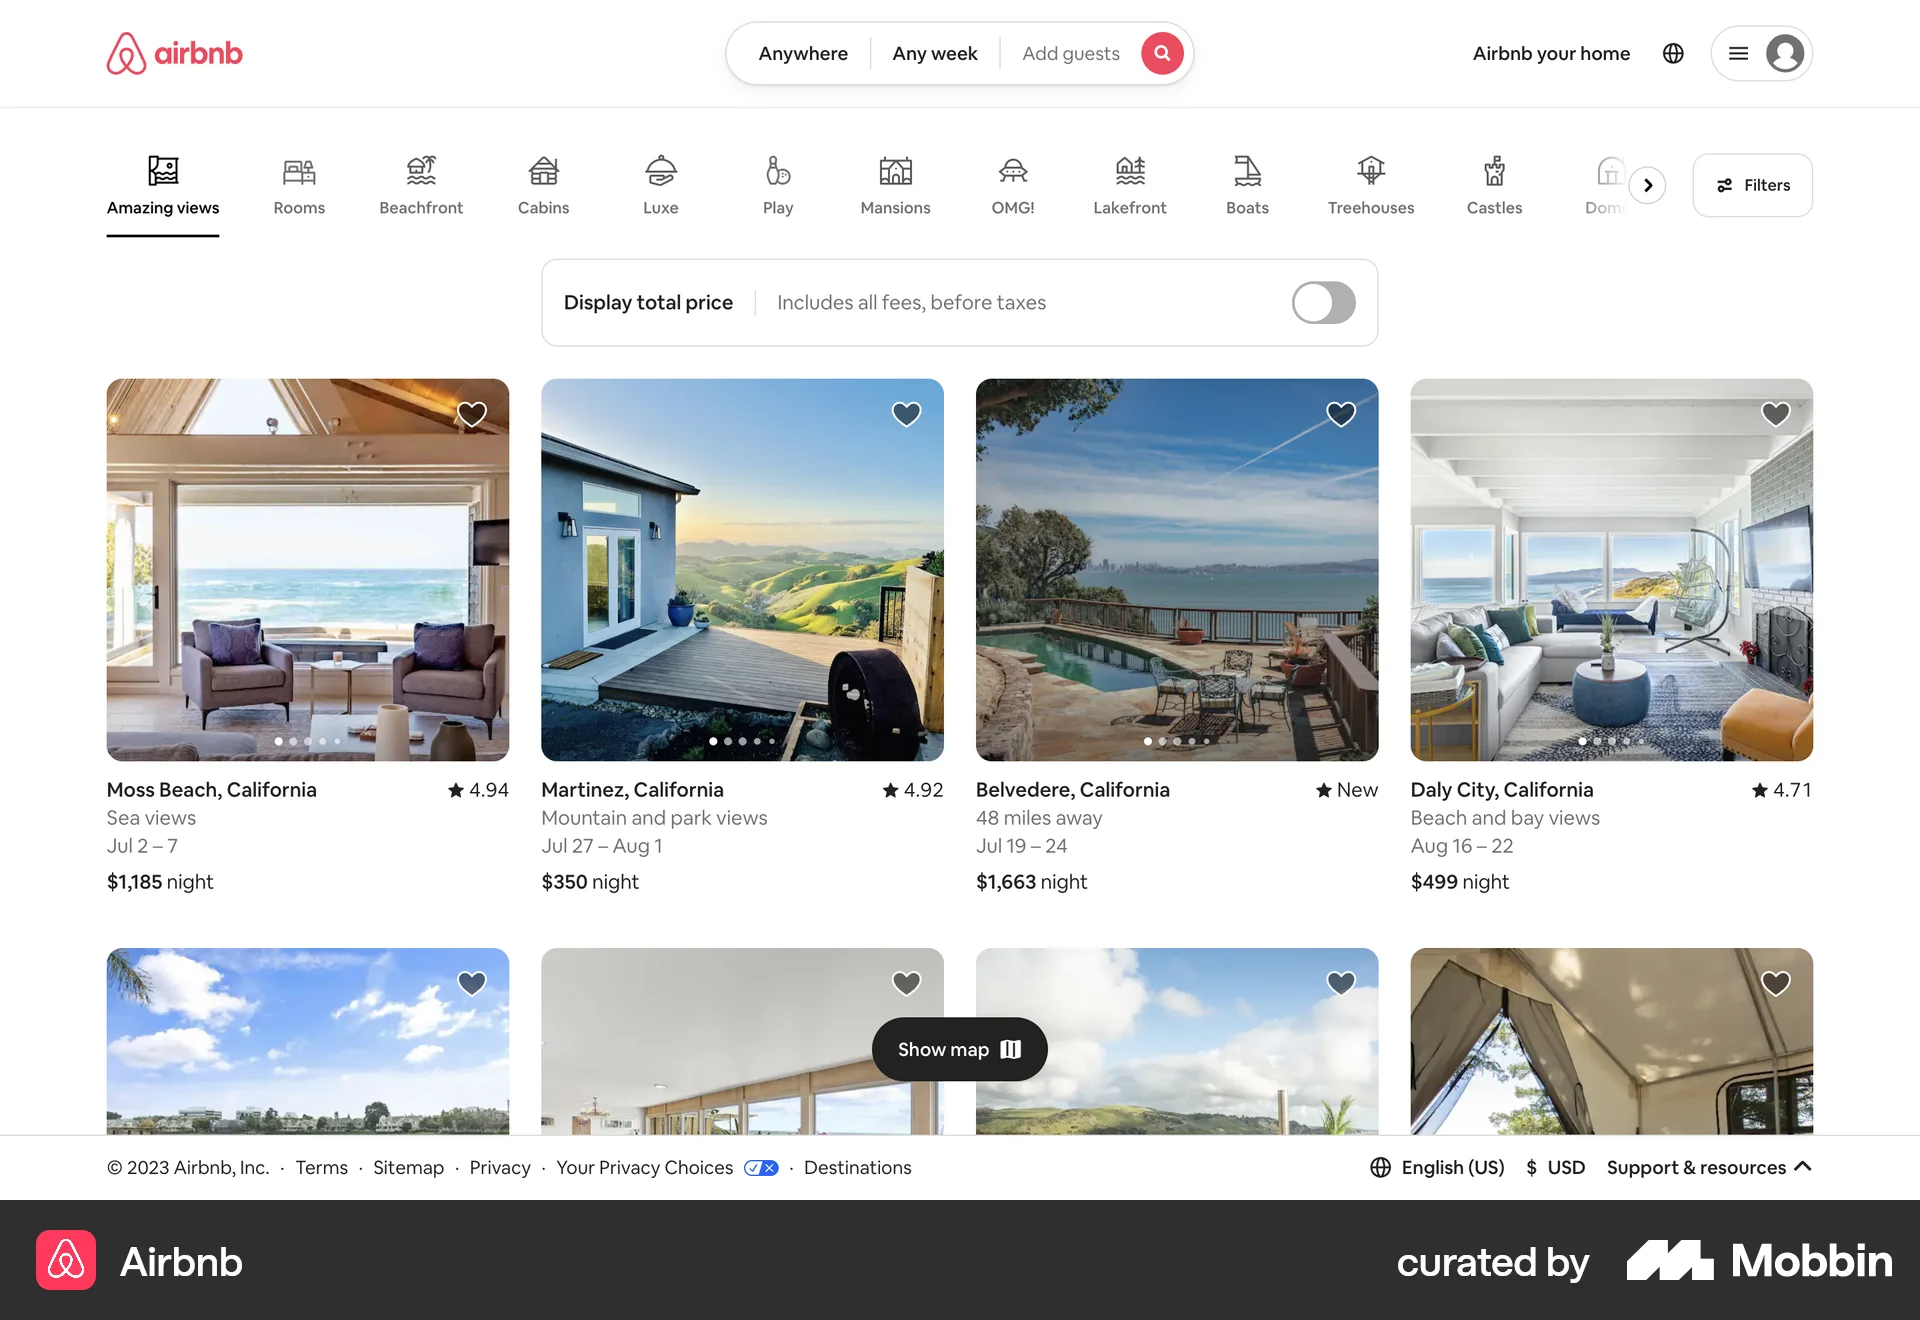 airbnb
Anywhere
Any week
Add guests
Airbnb your home
Amazing views
Rooms
Beachfront
Cabins
Luxe
Play
Mansions
OMG!
Lakefront
Boats
Treehouses
Castles
Filters
Display total price
Includes all fees, before taxes
Moss Beach, California
4.94
Sea views
Jul 2 – 7
$1,185 night
Martinez, California
4.92
Mountain and park views
Jul 27 – Aug 1
$350 night
Belvedere, California
New
48 miles away
Jul 19 – 24
$1,663 night
Daly City, California
4.71
Beach and bay views
Aug 16 – 22
$499 night
Show map
© 2023 Airbnb, Inc. · Terms · Sitemap · Privacy · Your Privacy Choices · Destinations
English (US)
$ USD
Support & resources
Airbnb
curated by Mobbin